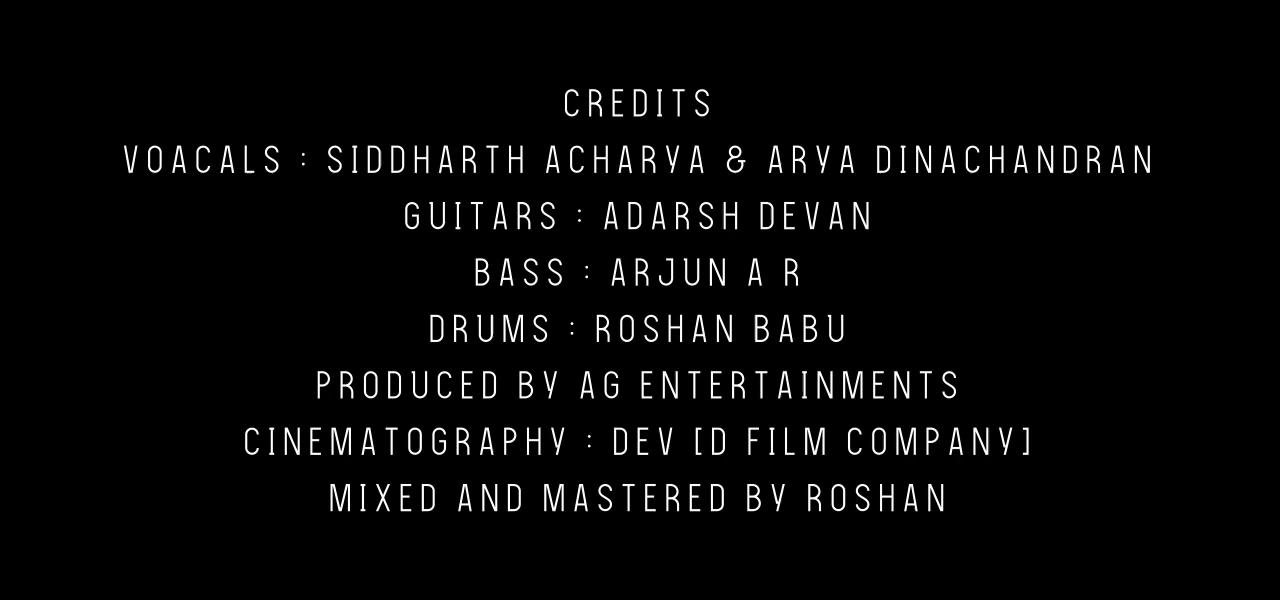 CREDITS
VOACALS : SIDDHARTH ACHARYA & ARYA DINACHANDRAN
GUITARS : ADARSH DEVAN
BASS : ARJUN A R
DRUMS : ROSHAN BABU
PRODUCED BY AG ENTERTAINMENTS
CINEMATOGRAPHY : DEV [D FILM COMPANY]
MIXED AND MASTERED BY ROSHAN